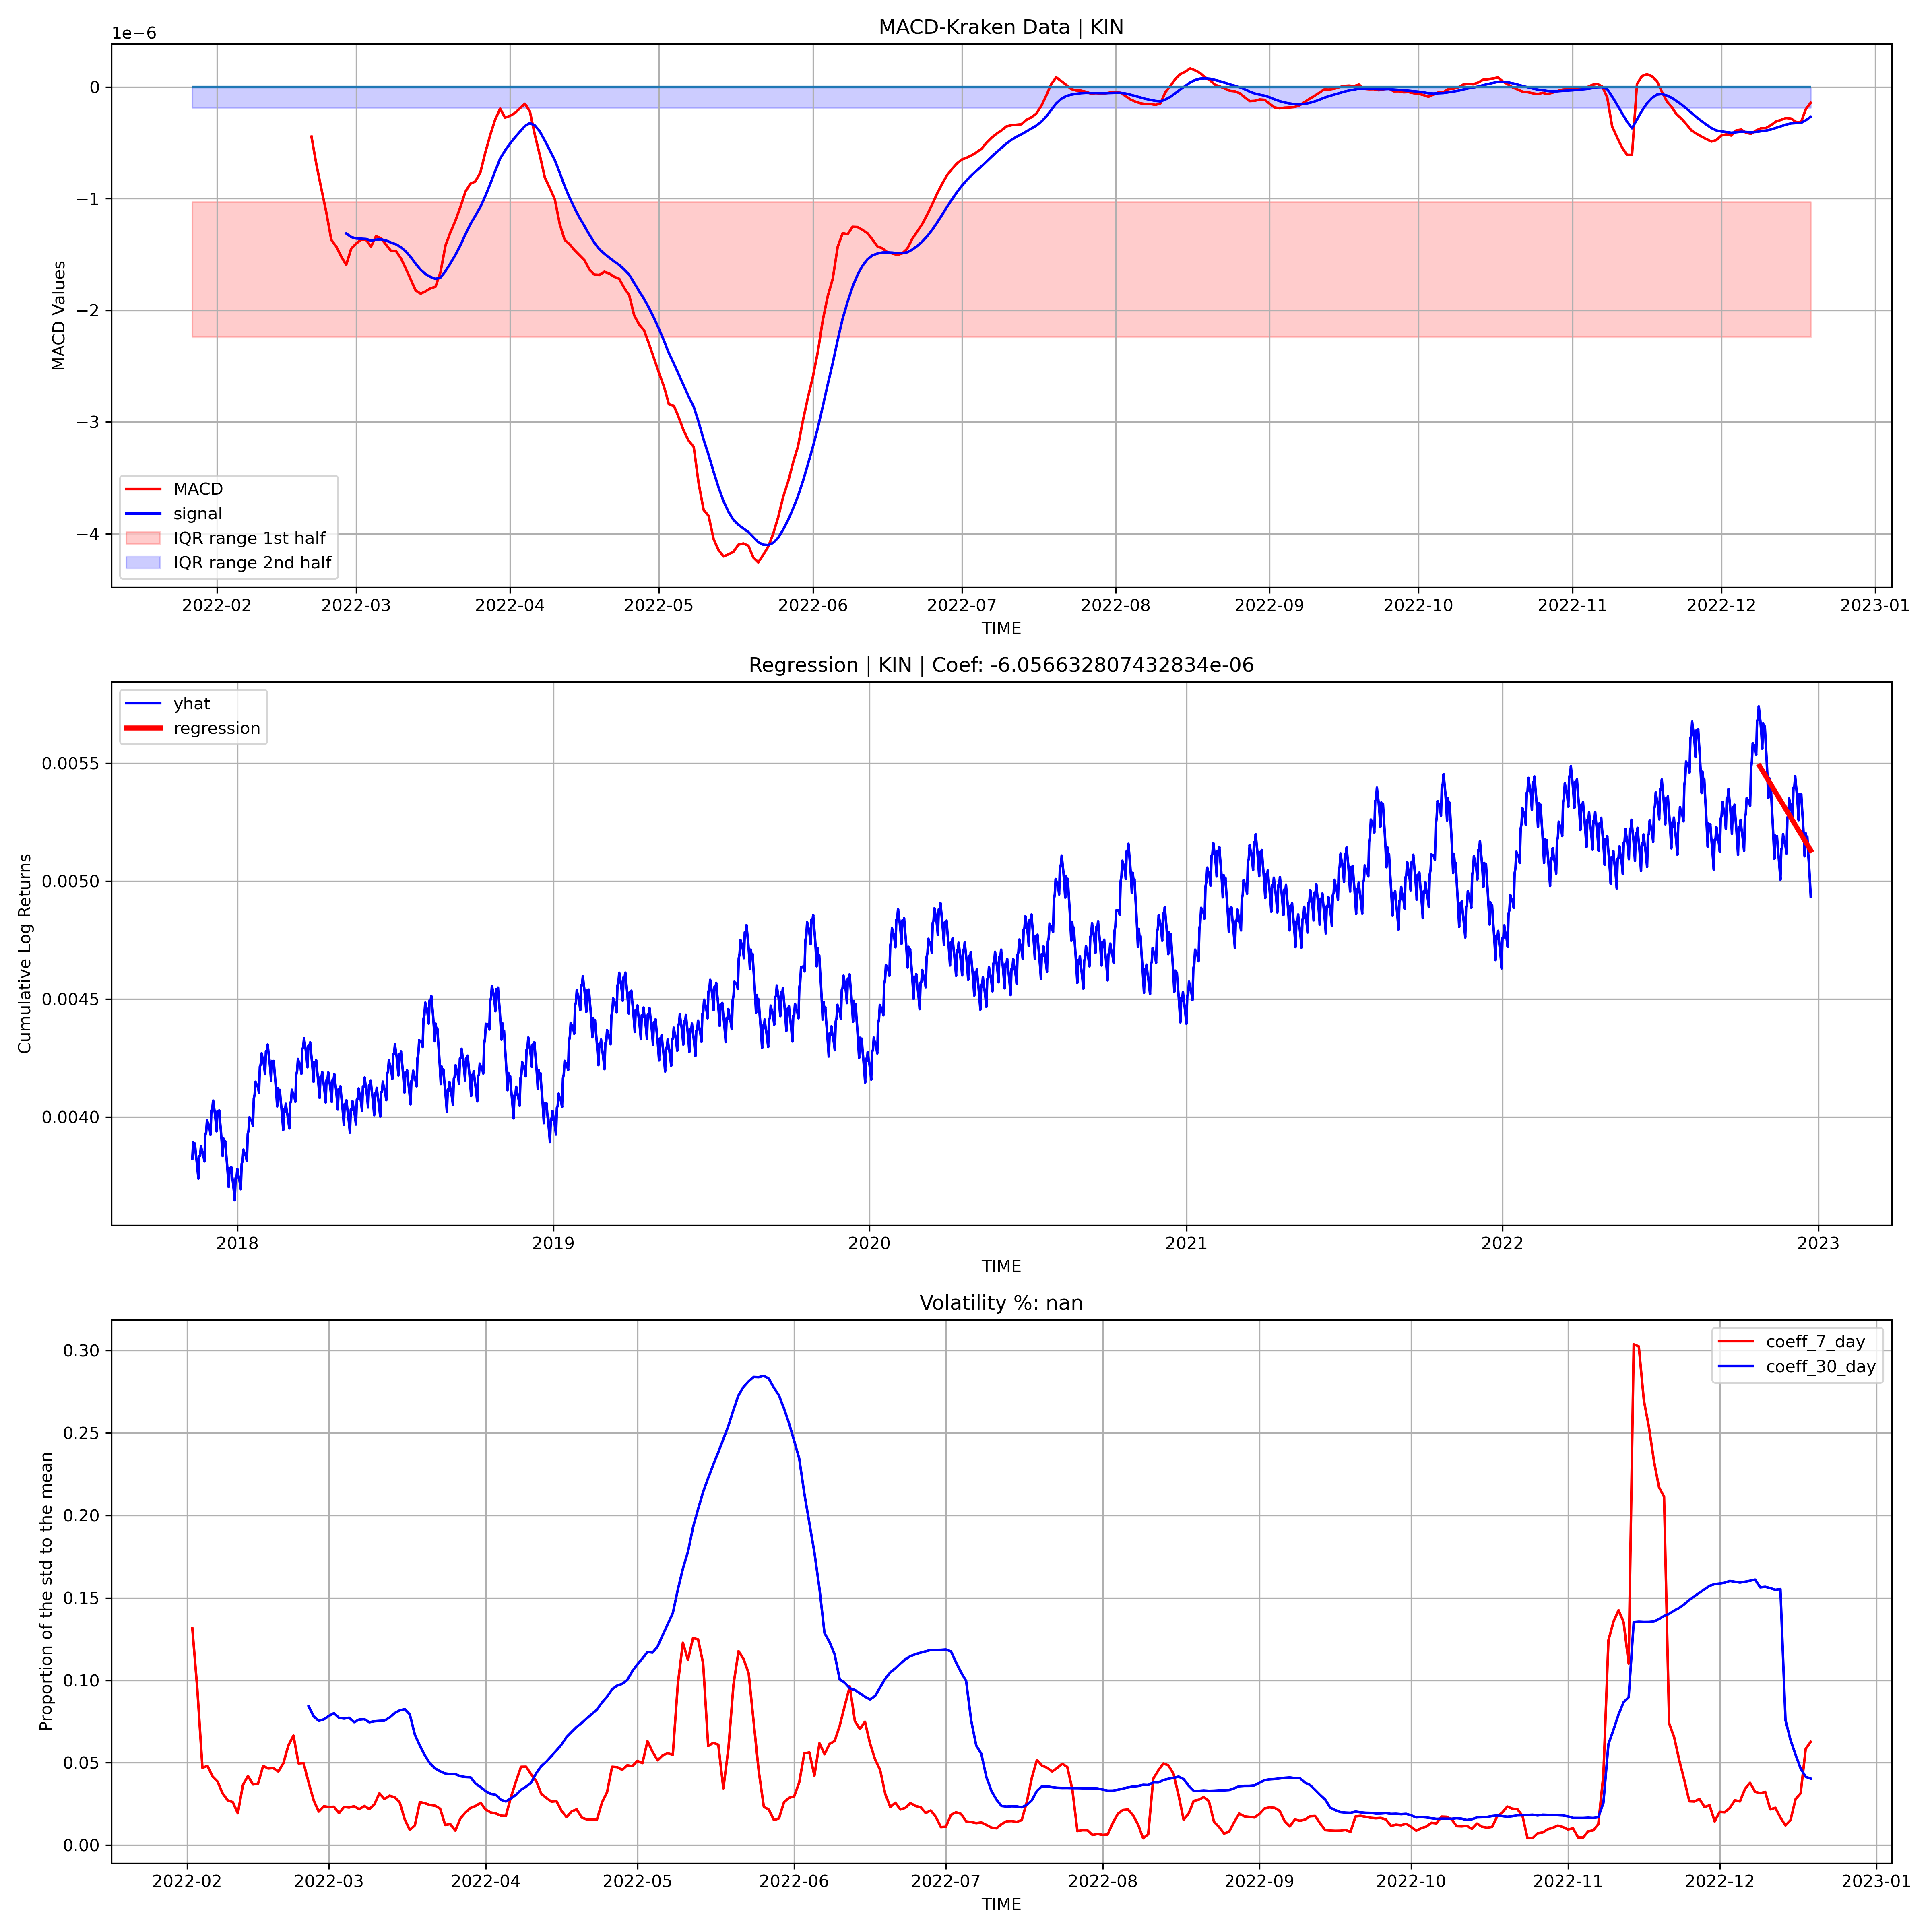 MACD-Kraken Data | KIN
1e−6
MACD Values
0
−1
−2
−3
−4
MACD
signal
IQR range 1st half
IQR range 2nd half
2022-02 2022-03 2022-04 2022-05 2022-06 2022-07 2022-08 2022-09 2022-10 2022-11 2022-12 2023-01
TIME
Regression | KIN | Coef: -6.056632807432834e-06
yhat
regression
Cumulative Log Returns
0.0055
0.0050
0.0045
0.0040
2018 2019 2020 2021 2022 2023
TIME
Volatility %: nan
coeff_7_day
coeff_30_day
Proportion of the std to the mean
0.30
0.25
0.20
0.15
0.10
0.05
0.00
2022-02 2022-03 2022-04 2022-05 2022-06 2022-07 2022-08 2022-09 2022-10 2022-11 2022-12 2023-01
TIME